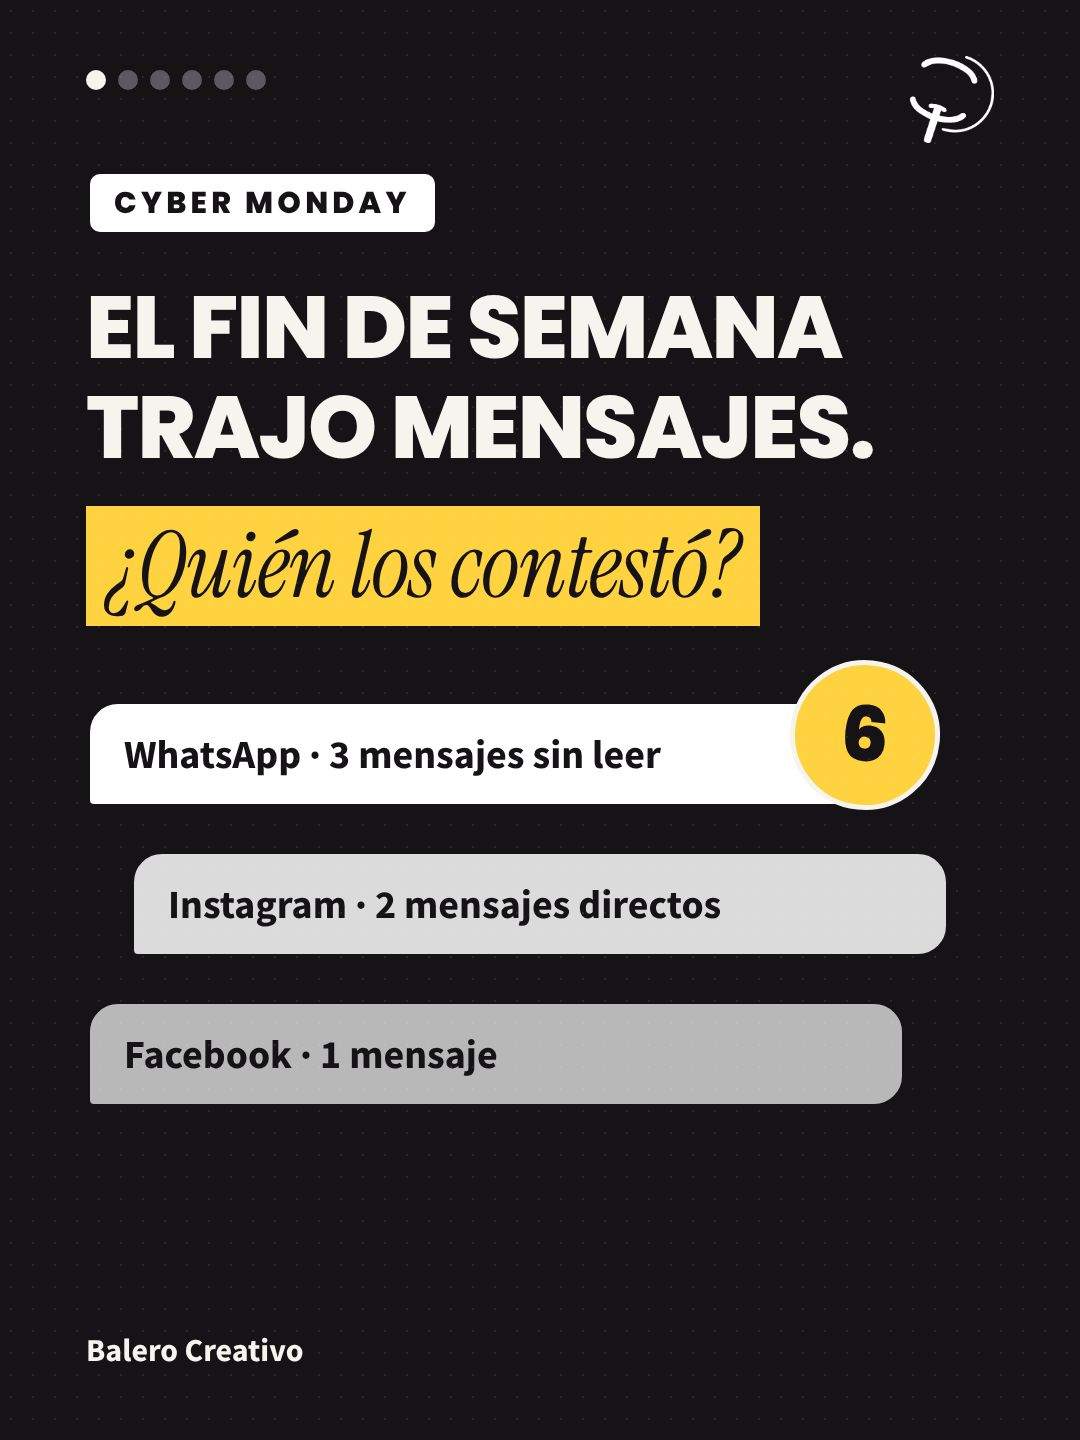 CYBER MONDAY
EL FIN DE SEMANA
TRAJO MENSAJES.
¿Quién los contestó?
6
WhatsApp · 3 mensajes sin leer
Instagram · 2 mensajes directos
Facebook · 1 mensaje
Balero Creativo